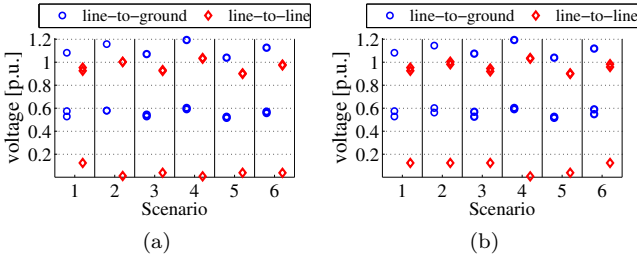 line−to−ground line−to−line
1.2
1
0.8
0.6
0.4
0.2
voltage [p.u.]
1 2 3 4 5 6
Scenario
(a)
line−to−ground line−to−line
1.2
1
0.8
0.6
0.4
0.2
voltage [p.u.]
1 2 3 4 5 6
Scenario
(b)